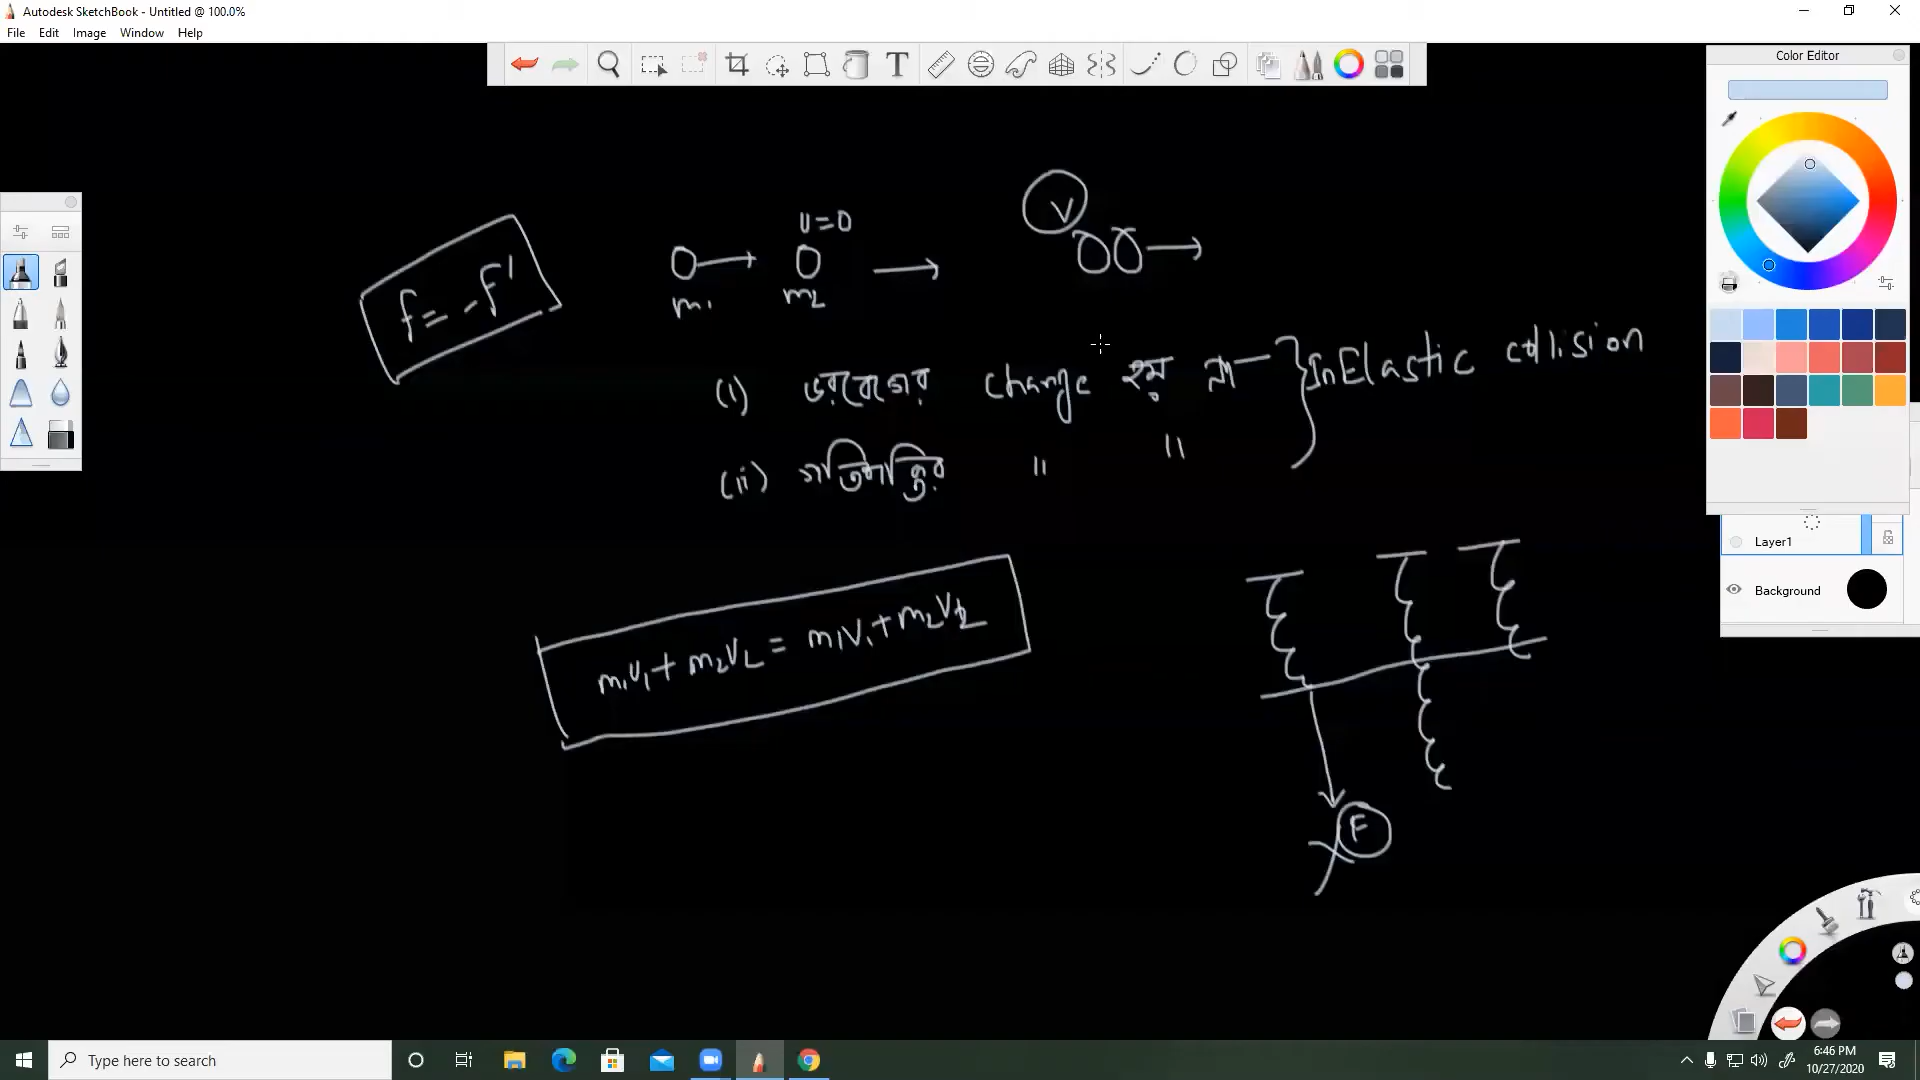 Autodesk SketchBook - Untitled @ 100.0%
File Edit Image Window Help
T
Color Editor
u=0
V
f = -f'
m1 m2
(i) ভরবেগের change হয় না } InElastic collision
(ii) গতিশক্তির " "
Layer1
Background
m1u1 + m2u2 = m1v1 + m2v2
F
Type here to search
6:46 PM
10/27/2020